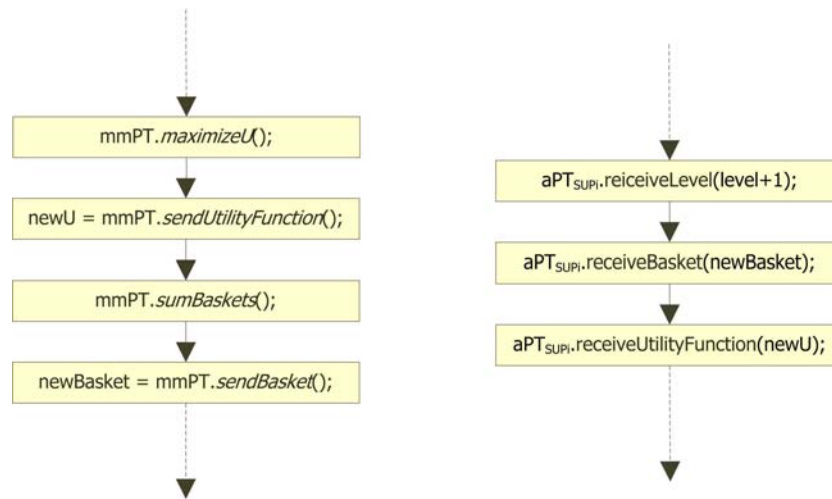 mmPT.maximizeU();
newU = mmPT.sendUtilityFunction();
mmPT.sumBaskets();
newBasket = mmPT.sendBasket();
aPTSUPi.reiceiveLevel(level+1);
aPTSUPi.receiveBasket(newBasket);
aPTSUPi.receiveUtilityFunction(newU);